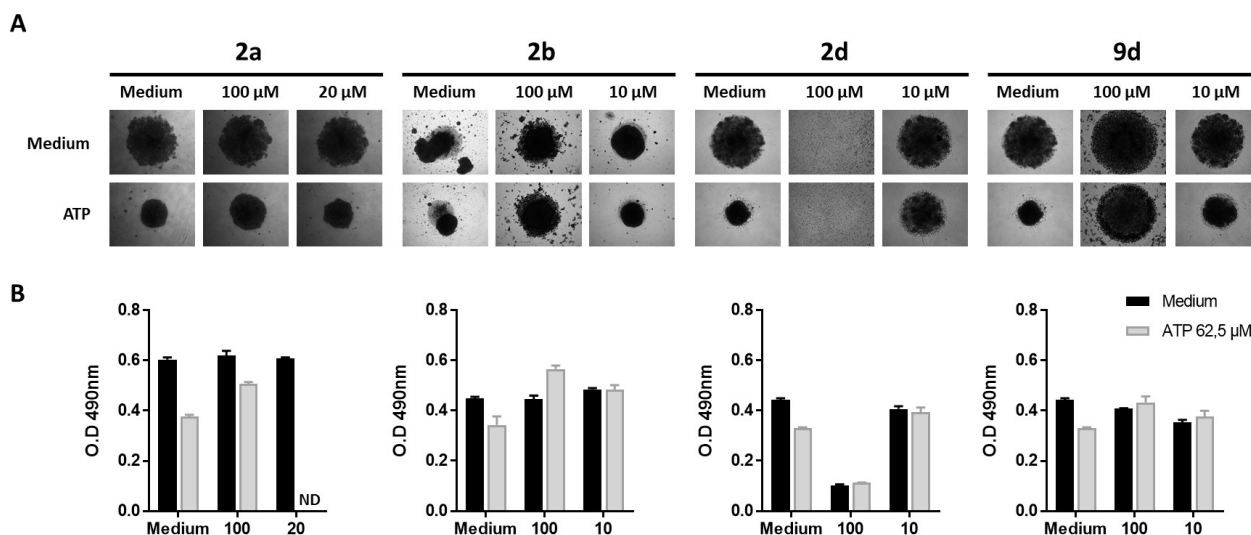 A
2a 2b 2d 9d
Medium 100 µM 20 µM Medium 100 µM 10 µM Medium 100 µM 10 µM Medium 100 µM 10 µM
Medium
ATP
B
0.8 0.8 0.8 0.8
Medium
ATP 62,5 µM
0.6 0.6 0.6 0.6
0.4 0.4 0.4 0.4
0.2 0.2 0.2 0.2
0.0 0.0 0.0 0.0
O.D 490nm O.D 490nm O.D 490nm O.D 490nm
ND
Medium 100 20 Medium 100 10 Medium 100 10 Medium 100 10